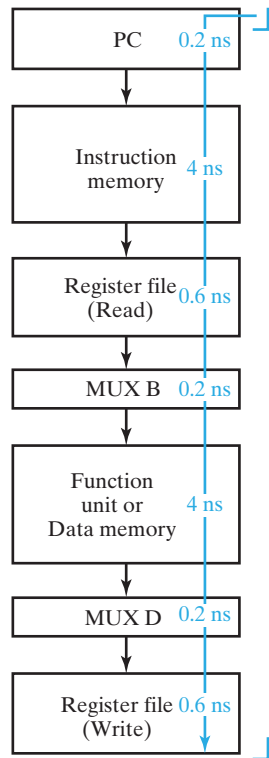 PC 0.2 ns
Instruction
memory
4 ns
Register file 0.6 ns
(Read)
MUX B 0.2 ns
Function
unit or
Data memory
4 ns
MUX D 0.2 ns
Register file 0.6 ns
(Write)